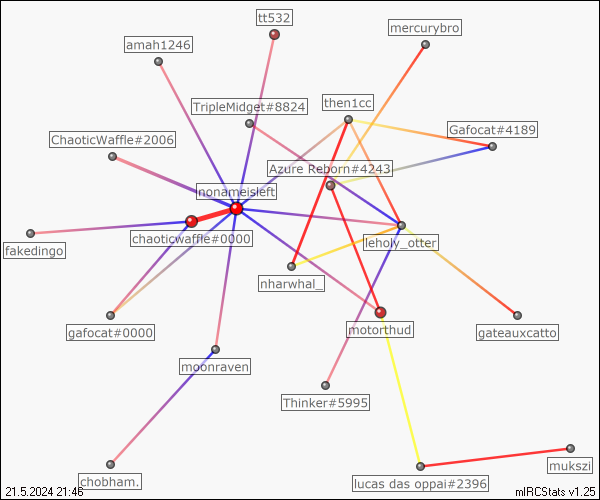 tt532
mercurybro
amah1246
then1cc
TripleMidget#8824
Gafocat#4189
ChaoticWaffle#2006
Azure Reborn#4243
nonameisleft
chaoticwaffle#0000
leholy_otter
fakedingo
nharwhal_
gafocat#0000
motorthud
gateauxcatto
moonraven
Thinker#5995
mukszi
chobham.
lucas das oppai#2396
21.5.2024 21:46
mIRCStats v1.25